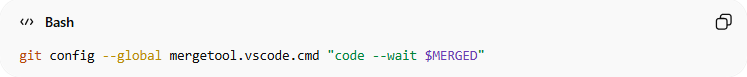 Bash
git config --global mergetool.vscode.cmd "code --wait $MERGED"